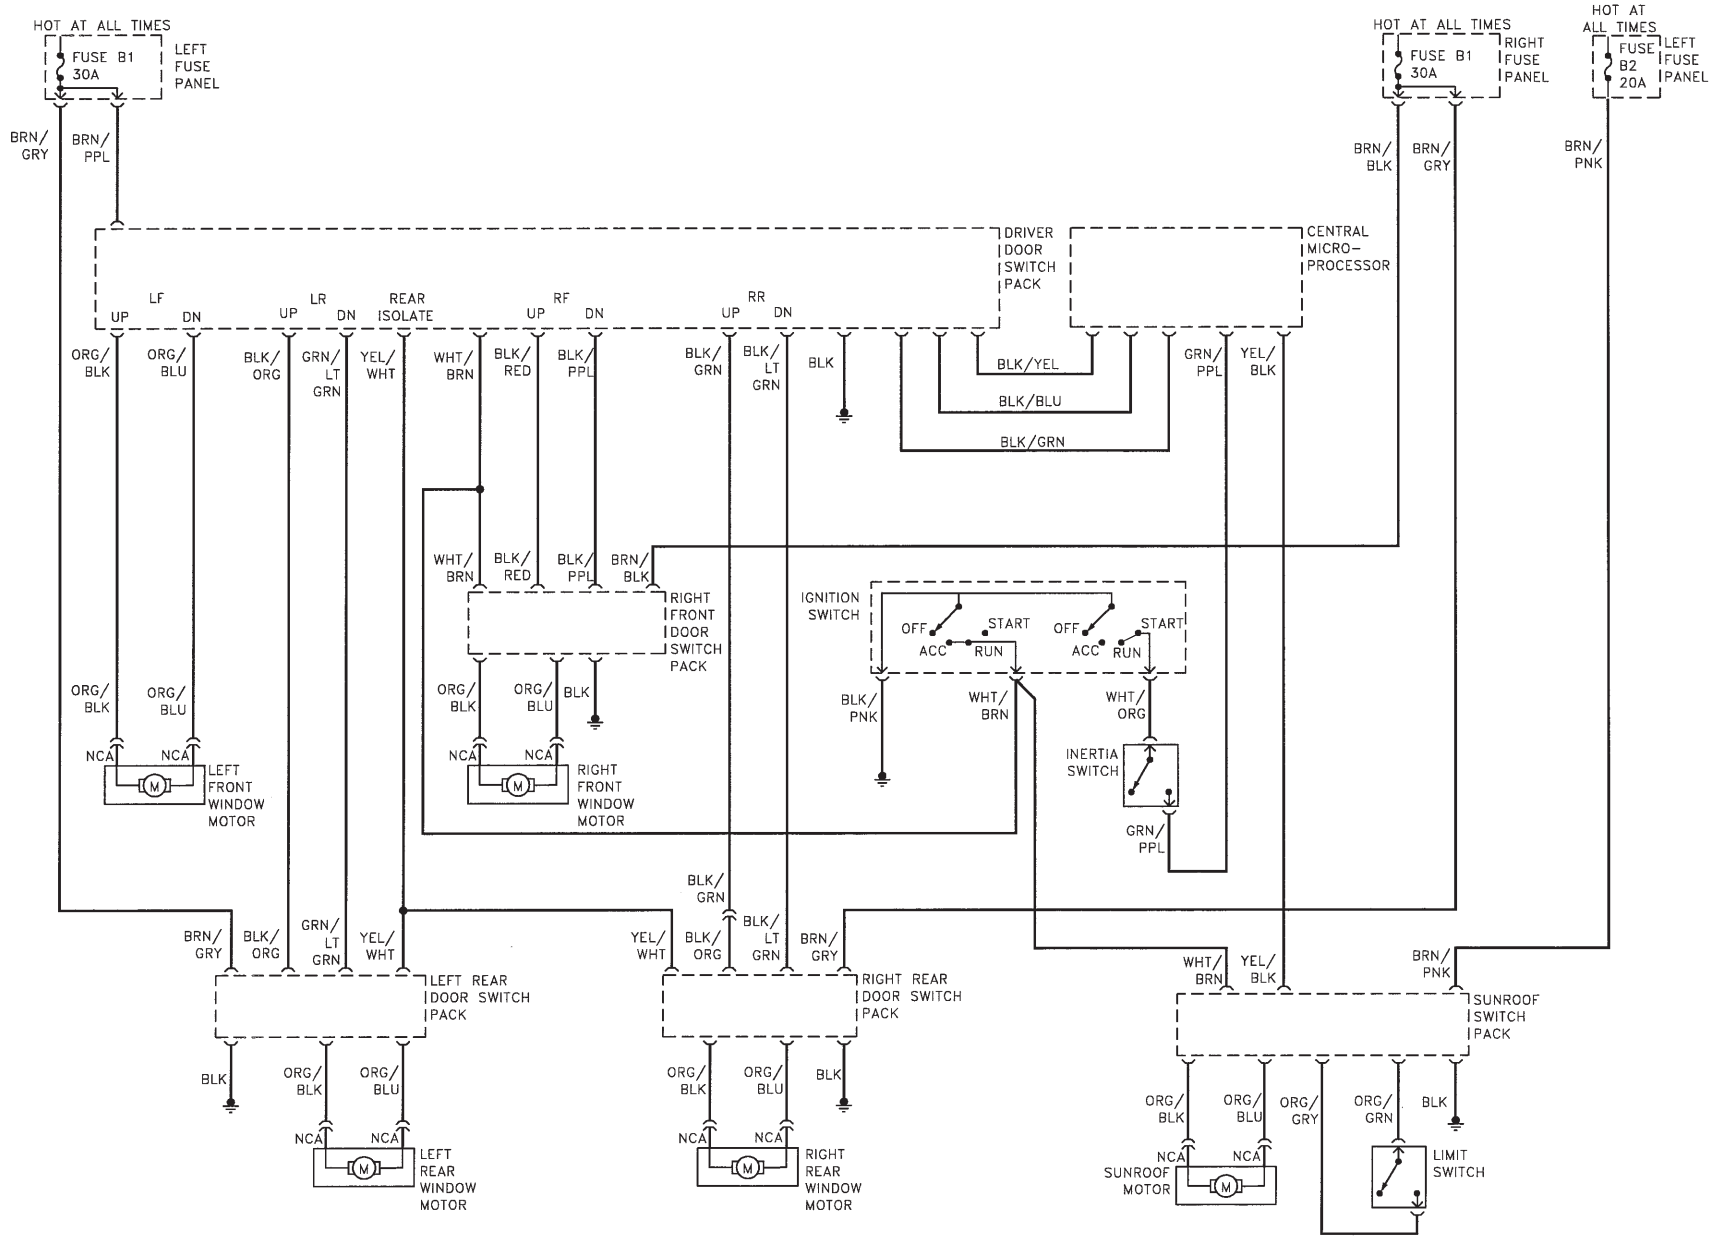 HOT AT ALL TIMES
FUSE B1
30A
LEFT
FUSE
PANEL
HOT AT ALL TIMES
FUSE B1
30A
RIGHT
FUSE
PANEL
HOT AT
ALL TIMES
FUSE
B2
20A
LEFT
FUSE
PANEL
BRN/
GRY
BRN/
PPL
BRN/
BLK
BRN/
GRY
BRN/
PNK
DRIVER
DOOR
SWITCH
PACK
CENTRAL
MICRO-
PROCESSOR
LF
UP
DN
LR
UP
DN
REAR
ISOLATE
RF
UP
DN
RR
UP
DN
ORG/
BLK
ORG/
BLU
BLK/
ORG
GRN/
LT
GRN
YEL/
WHT
WHT/
BRN
BLK/
RED
BLK/
PPL
BLK/
GRN
BLK/
LT
GRN
BLK
BLK/YEL
BLK/BLU
BLK/GRN
GRN/
PPL
YEL/
BLK
WHT/
BRN
BLK/
RED
BLK/
PPL
BRN/
BLK
RIGHT
FRONT
DOOR
SWITCH
PACK
IGNITION
SWITCH
OFF
START
ACC
RUN
OFF
START
ACC
RUN
ORG/
BLK
ORG/
BLU
ORG/
BLK
ORG/
BLU
BLK
BLK/
PNK
WHT/
BRN
WHT/
ORG
NCA
NCA
LEFT
FRONT
WINDOW
MOTOR
M
NCA
NCA
RIGHT
FRONT
WINDOW
MOTOR
M
INERTIA
SWITCH
GRN/
PPL
BLK/
GRN
BRN/
GRY
BLK/
ORG
GRN/
LT
GRN
YEL/
WHT
YEL/
WHT
BLK/
ORG
BLK/
LT
GRN
BRN/
GRY
WHT/
BRN
YEL/
BLK
BRN/
PNK
LEFT REAR
DOOR SWITCH
PACK
RIGHT REAR
DOOR SWITCH
PACK
SUNROOF
SWITCH
PACK
BLK
ORG/
BLK
ORG/
BLU
ORG/
BLK
ORG/
BLU
BLK
ORG/
BLK
ORG/
BLU
ORG/
GRY
ORG/
GRN
BLK
NCA
NCA
LEFT
REAR
WINDOW
MOTOR
M
NCA
NCA
RIGHT
REAR
WINDOW
MOTOR
M
NCA
NCA
SUNROOF
MOTOR
M
LIMIT
SWITCH